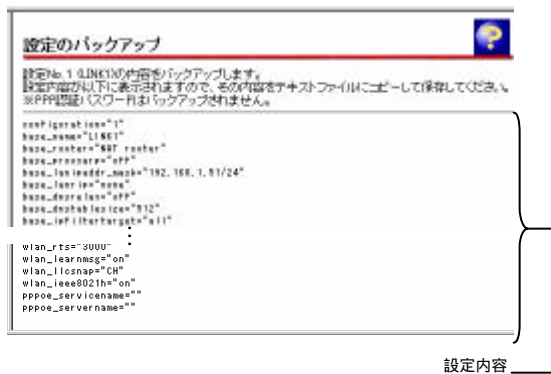 設定のバックアップ
設定No. 1 (LINK1)の内容をバックアップします。
設定内容が以下に表示されますので、その内容をテキストファイルにコピーして保存してください。
※PPP認証パスワードはバックアップされません。
configuration="1"
base_name="LINK1"
base_router="NAT router"
base_proxyarp="off"
base_lanipaddr_mask="192.168.1.51/24"
base_lanrip="none"
base_dnsrelay="off"
base_dnstablesize="512"
base_ipfiltertarget="all"
wlan_rts="3000"
wlan_learnmsg="on"
wlan_llcsnap="CH"
wlan_ieee8021h="on"
pppoe_servicename=""
pppoe_servername=""
設定内容